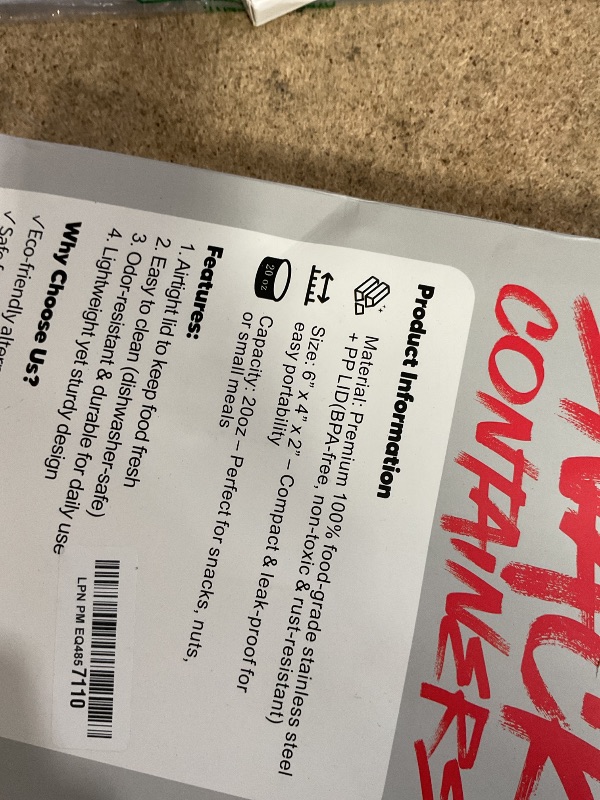 CONTAINERS
Product Information
Material: Premium 100% food-grade stainless steel
+ PP LID(BPA-free, non-toxic & rust-resistant)
Size: 6" x 4" x 2" – Compact & leak-proof for
easy portability
20 oz
Capacity: 20oz - Perfect for snacks, nuts,
or small meals
Features:
1. Airtight lid to keep food fresh
2. Easy to clean (dishwasher-safe)
3. Odor-resistant & durable for daily use
4. Lightweight yet sturdy design
Why Choose Us?
✓Eco-friendly
✓Safe
LPN PM EQ4857110